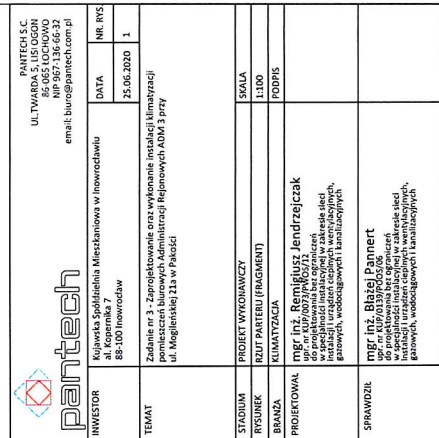 pantech
PANTECH S.C.
UL.TWARDA 5, LISI OGON
86-065 ŁOCHOWO
NIP 967-136-66-32
email: biuro@pantech.com.pl
INWESTOR
Kujawska Spółdzielnia Mieszkaniowa w Inowrocławiu
al. Kopernika 7
88-100 Inowrocław
DATA
NR. RYS.
25.06.2020
1
TEMAT
Zadanie nr 3 - Zaprojektowanie oraz wykonanie instalacji klimatyzacji
pomieszczeń biurowych Administracji Rejonowych ADM 3 przy
ul. Mogileńskiej 21a w Pakości
STADIUM
PROJEKT WYKONAWCZY
SKALA
RYSUNEK
RZUT PARTERU (FRAGMENT)
1:100
BRANŻA
KLIMATYZACJA
PODPIS
PROJEKTOWAŁ
mgr inż. Remigiusz Jendrzejczak
upr. nr KUP/0073/PWOS/12
do projektowania bez ograniczeń
w specjalności instalacyjnej w zakresie sieci
instalacji i urządzeń cieplnych wentylacyjnych,
gazowych, wodociągowych i kanalizacyjnych
SPRAWDZIŁ
mgr inż. Błażej Pannert
upr. nr KUP/0139/POOS/06
do projektowania bez ograniczeń
w specjalności instalacyjnej w zakresie sieci
instalacji i urządzeń cieplnych wentylacyjnych,
gazowych, wodociągowych i kanalizacyjnych